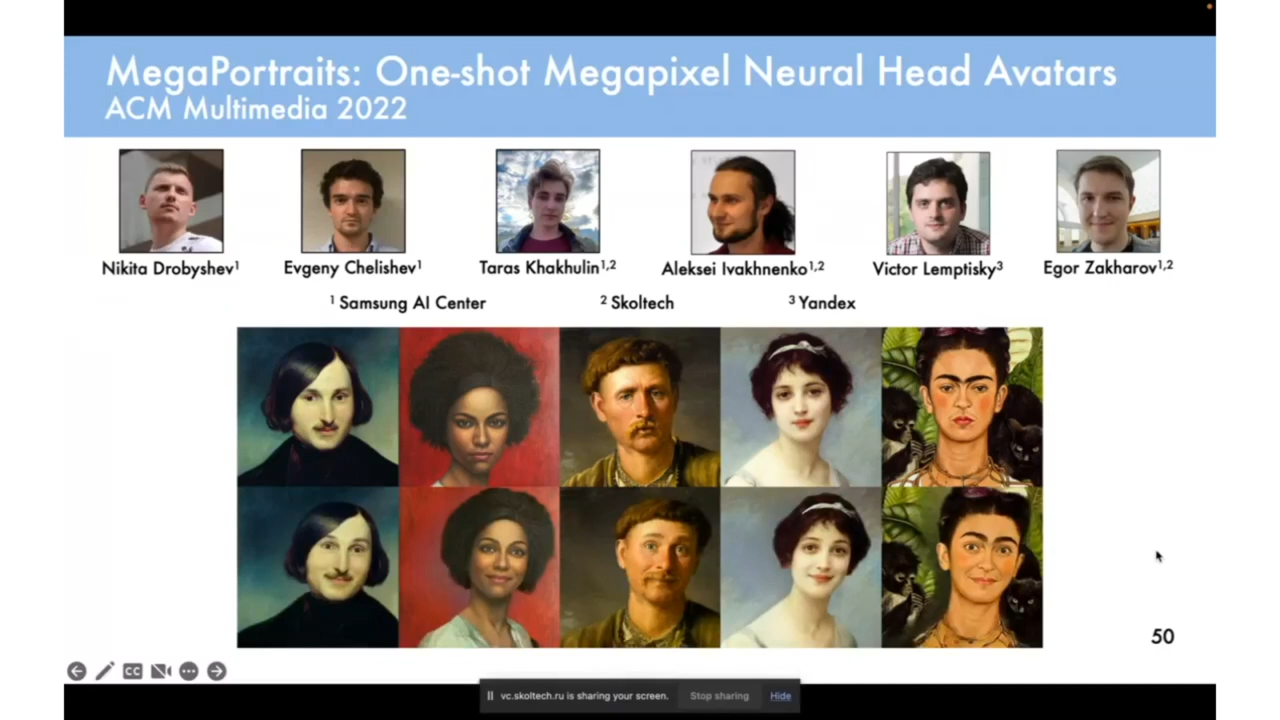 MegaPortraits: One-shot Megapixel Neural Head Avatars
ACM Multimedia 2022
Nikita Drobyshev¹ Evgeny Chelishev¹ Taras Khakhulin¹,² Aleksei Ivakhnenko¹,² Victor Lemptisky³ Egor Zakharov¹,²
¹ Samsung AI Center ² Skoltech ³ Yandex
50
CC
vc.skoltech.ru is sharing your screen. Stop sharing Hide